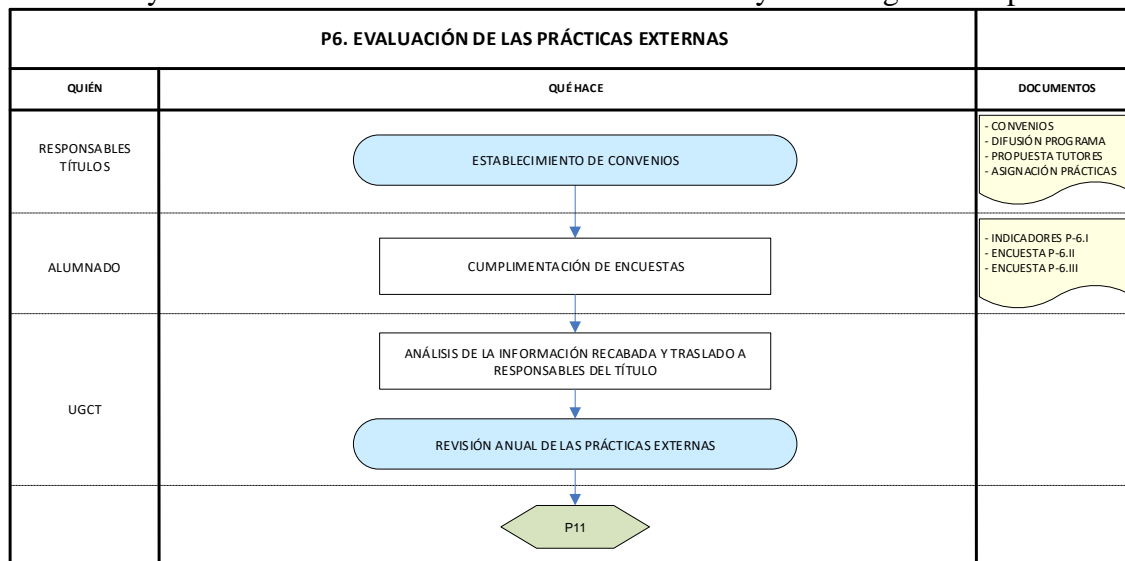 P6. EVALUACIÓN DE LAS PRÁCTICAS EXTERNAS
QUIÉN
QUÉ HACE
DOCUMENTOS
RESPONSABLES
TÍTULOS
ESTABLECIMIENTO DE CONVENIOS
- CONVENIOS
- DIFUSIÓN PROGRAMA
- PROPUESTA TUTORES
- ASIGNACIÓN PRÁCTICAS
ALUMNADO
CUMPLIMENTACIÓN DE ENCUESTAS
- INDICADORES P-6.I
- ENCUESTA P-6.II
- ENCUESTA P-6.III
UGCT
ANÁLISIS DE LA INFORMACIÓN RECABADA Y TRASLADO A
RESPONSABLES DEL TÍTULO
REVISIÓN ANUAL DE LAS PRÁCTICAS EXTERNAS
P11